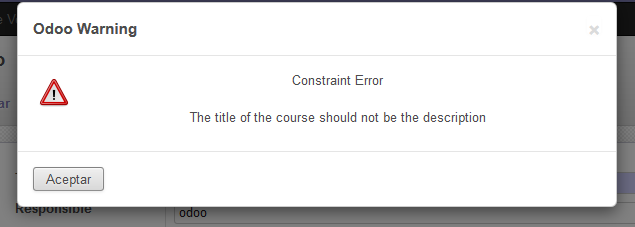 Odoo Warning
×
Constraint Error
The title of the course should not be the description
Aceptar
Responsible
odoo